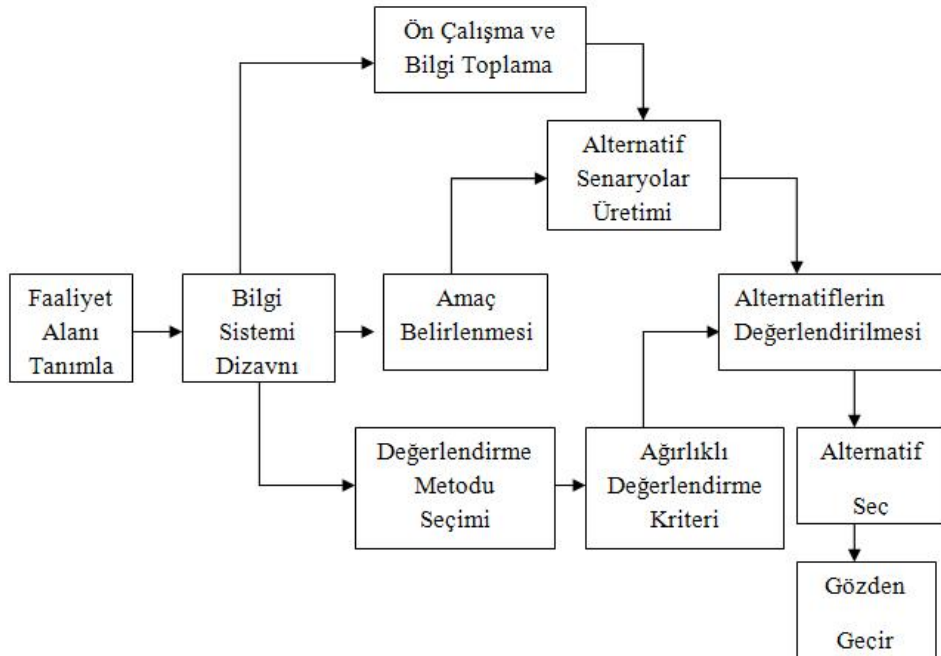 Ön Çalışma ve
Bilgi Toplama
Alternatif
Senaryolar
Üretimi
Faaliyet
Alanı
Tanımla
Bilgi
Sistemi
Dizavnı
Amaç
Belirlenmesi
Alternatiflerin
Değerlendirilmesi
Değerlendirme
Metodu
Seçimi
Ağırlıklı
Değerlendirme
Kriteri
Alternatif
Sec
Gözden
Geçir